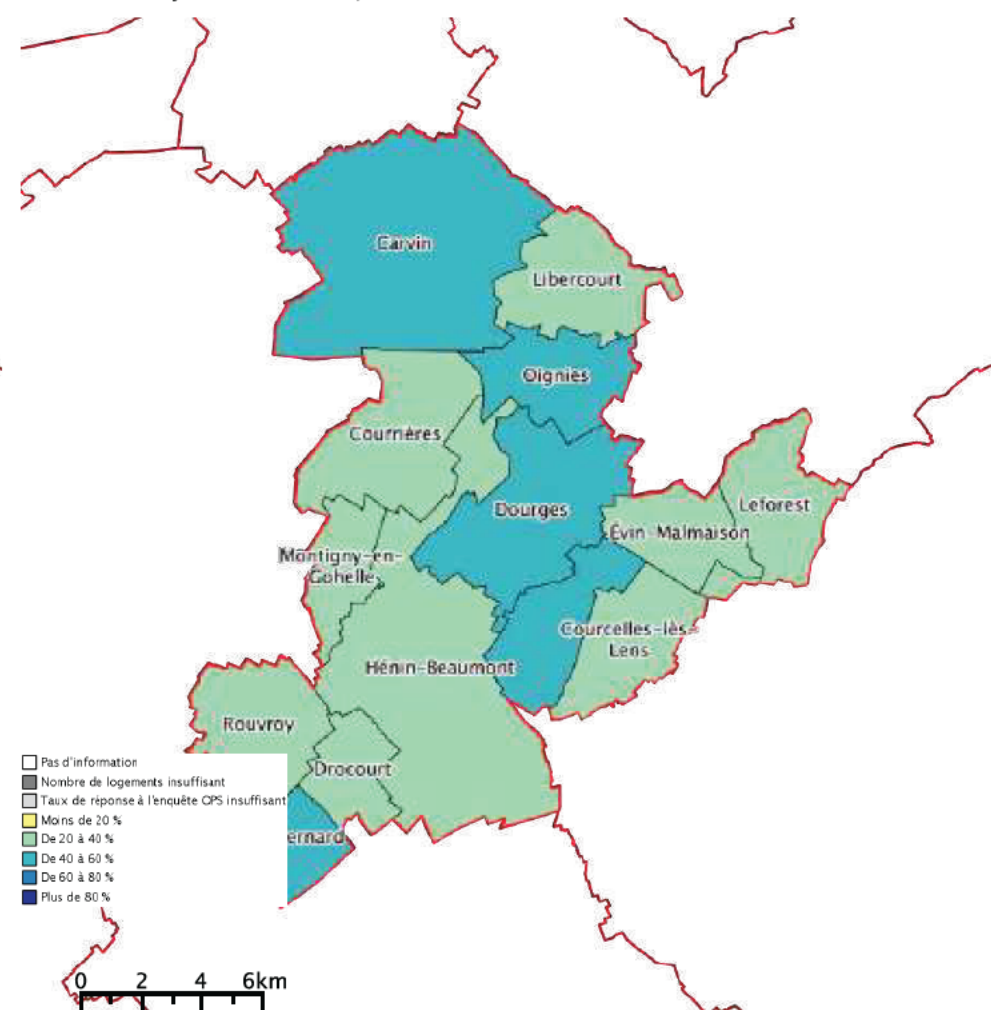 Carvin
Libercourt
Oignies
Courrières
Dourges
Leforest
Évin-Malmaison
Montigny-en-
Gohelle
Courcelles-lès-
Lens
Hénin-Beaumont
Rouvroy
Drocourt
ernard
Pas d'information
Nombre de logements insuffisant
Taux de réponse à l'enquête OPS insuffisant
Moins de 20 %
De 20 à 40 %
De 40 à 60 %
De 60 à 80 %
Plus de 80 %
0 2 4 6km